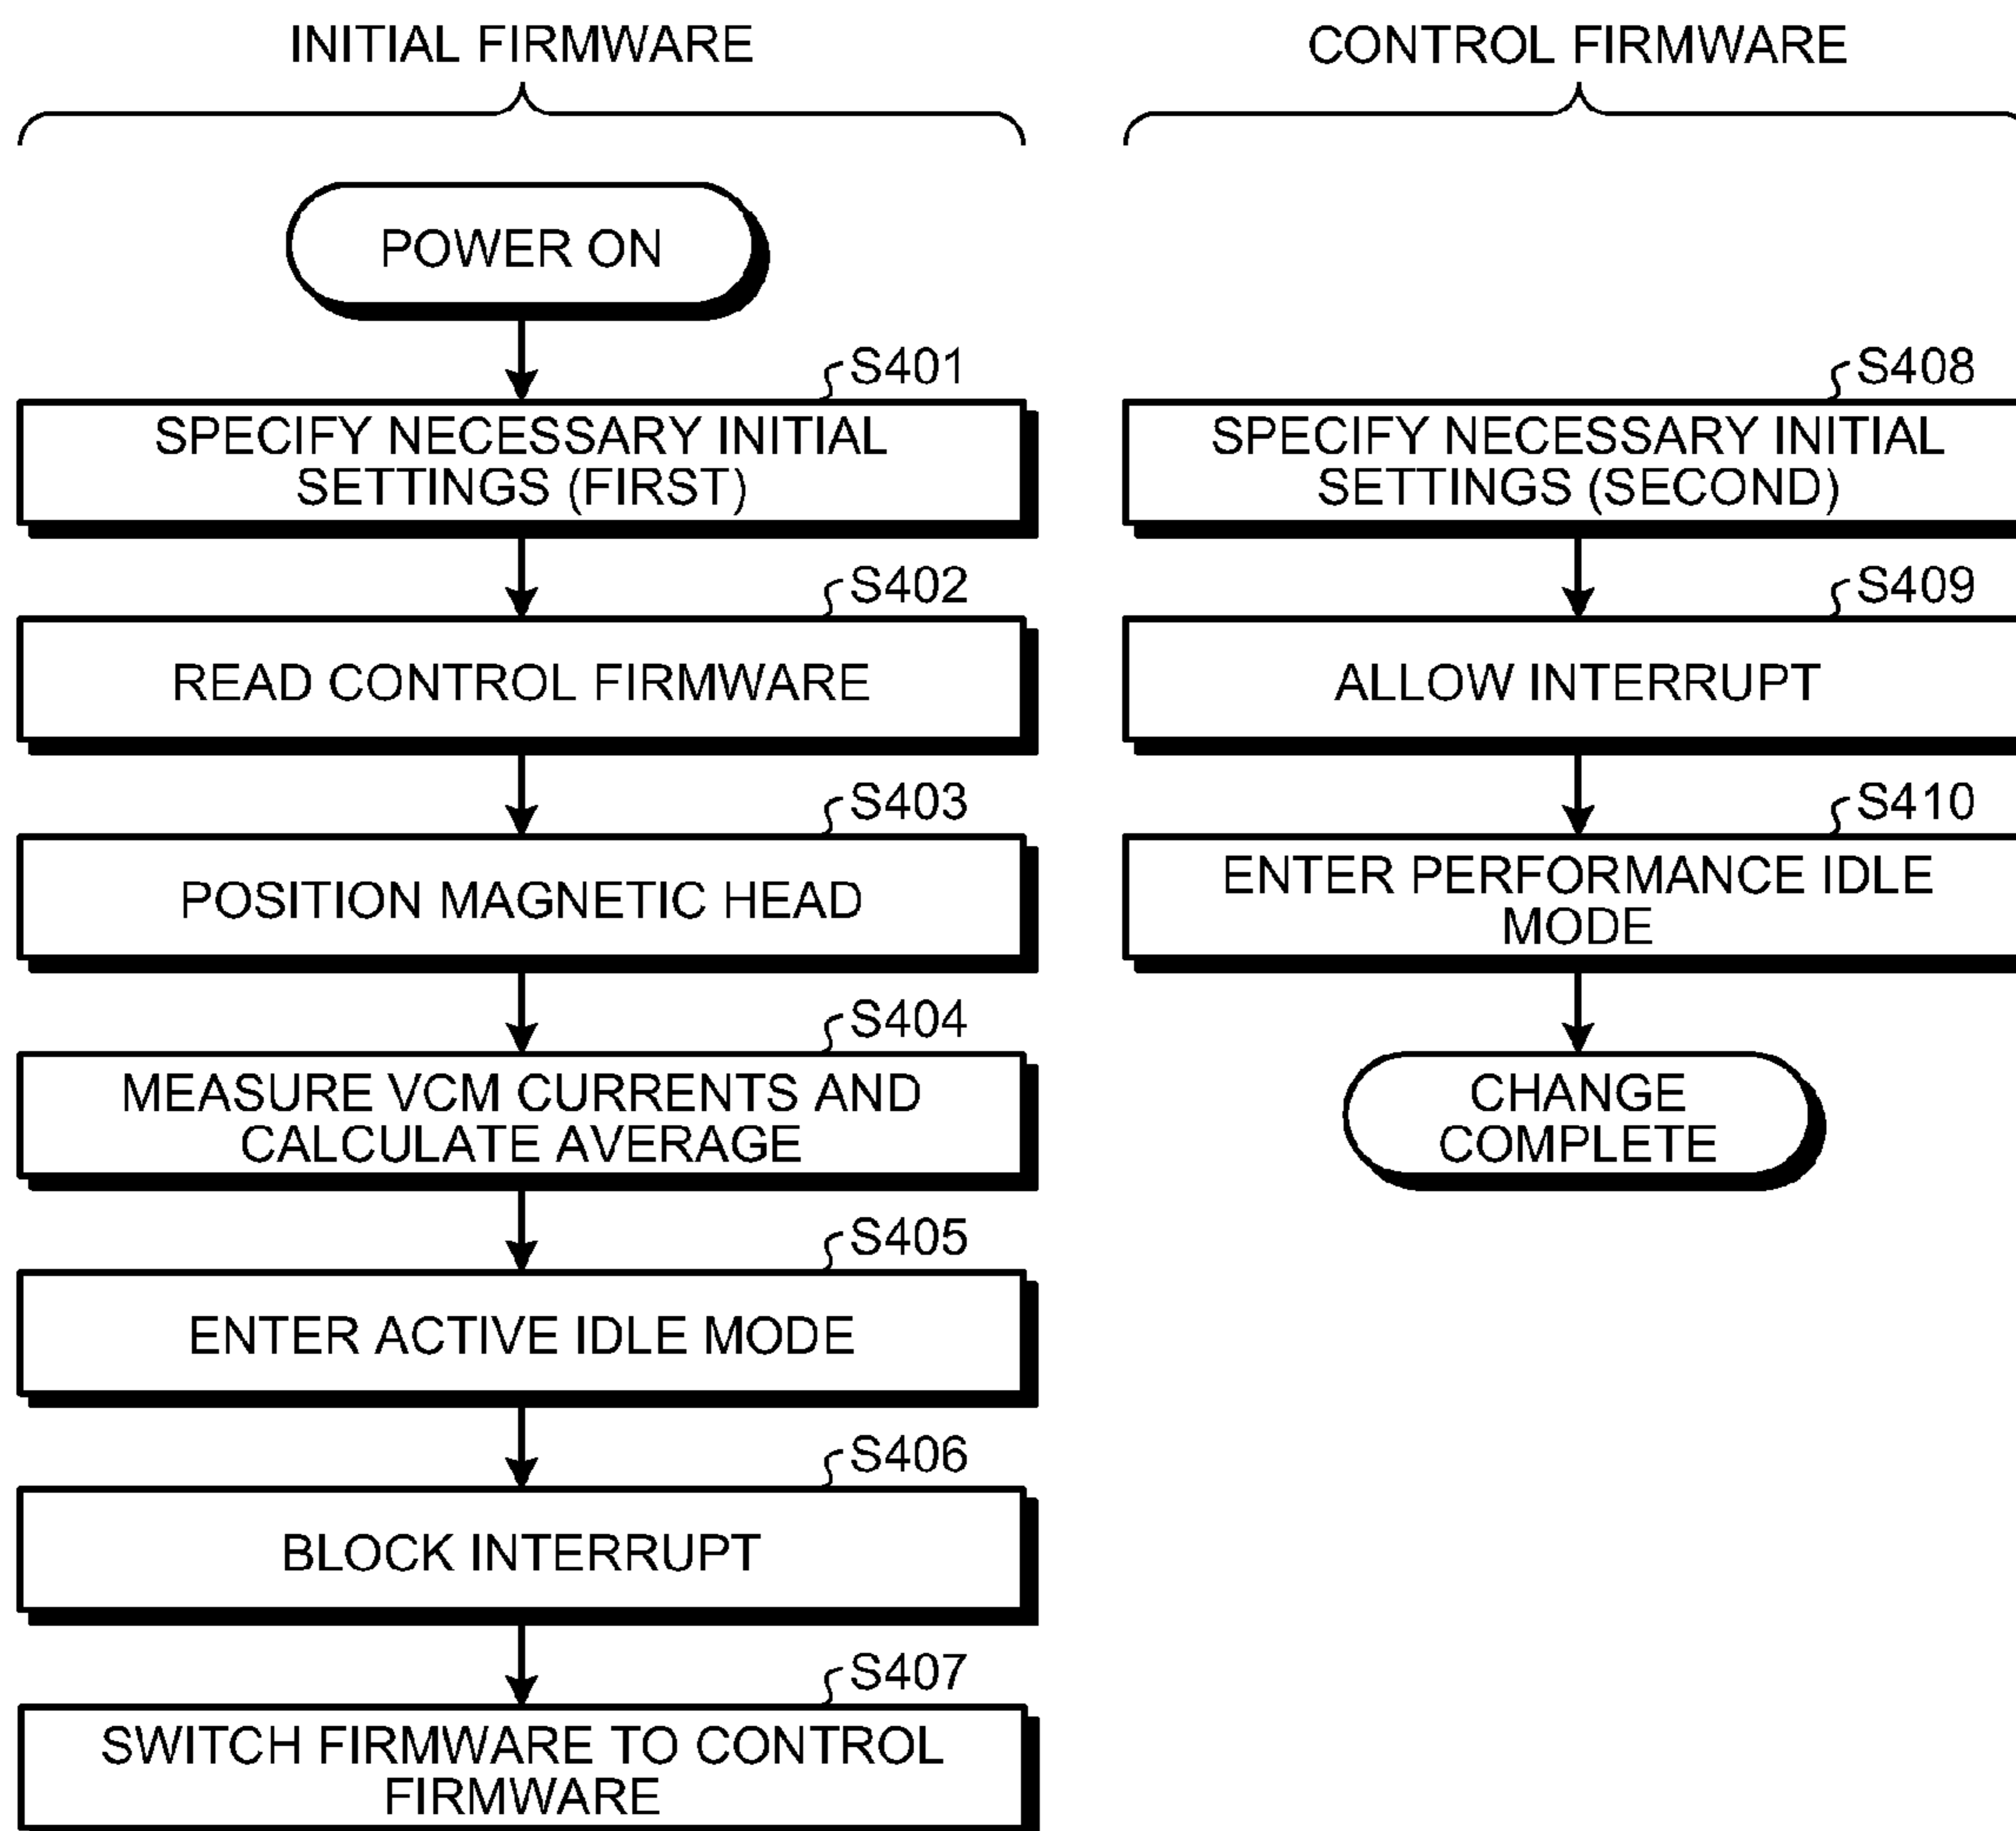 INITIAL FIRMWARE
POWER ON
S401
SPECIFY NECESSARY INITIAL
SETTINGS (FIRST)
S402
READ CONTROL FIRMWARE
S403
POSITION MAGNETIC HEAD
S404
MEASURE VCM CURRENTS AND
CALCULATE AVERAGE
S405
ENTER ACTIVE IDLE MODE
S406
BLOCK INTERRUPT
S407
SWITCH FIRMWARE TO CONTROL
FIRMWARE
CONTROL FIRMWARE
S408
SPECIFY NECESSARY INITIAL
SETTINGS (SECOND)
S409
ALLOW INTERRUPT
S410
ENTER PERFORMANCE IDLE
MODE
CHANGE
COMPLETE